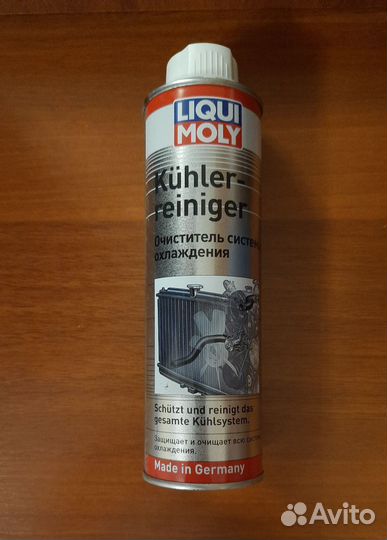 LIQUI
MOLY
Kühler-
reiniger
Очиститель систем
охлаждения
Schützt und reinigt das
gesamte Kühlsystem.
Защищает и очищает всю
охлаждения.
Made in Germany
Avito